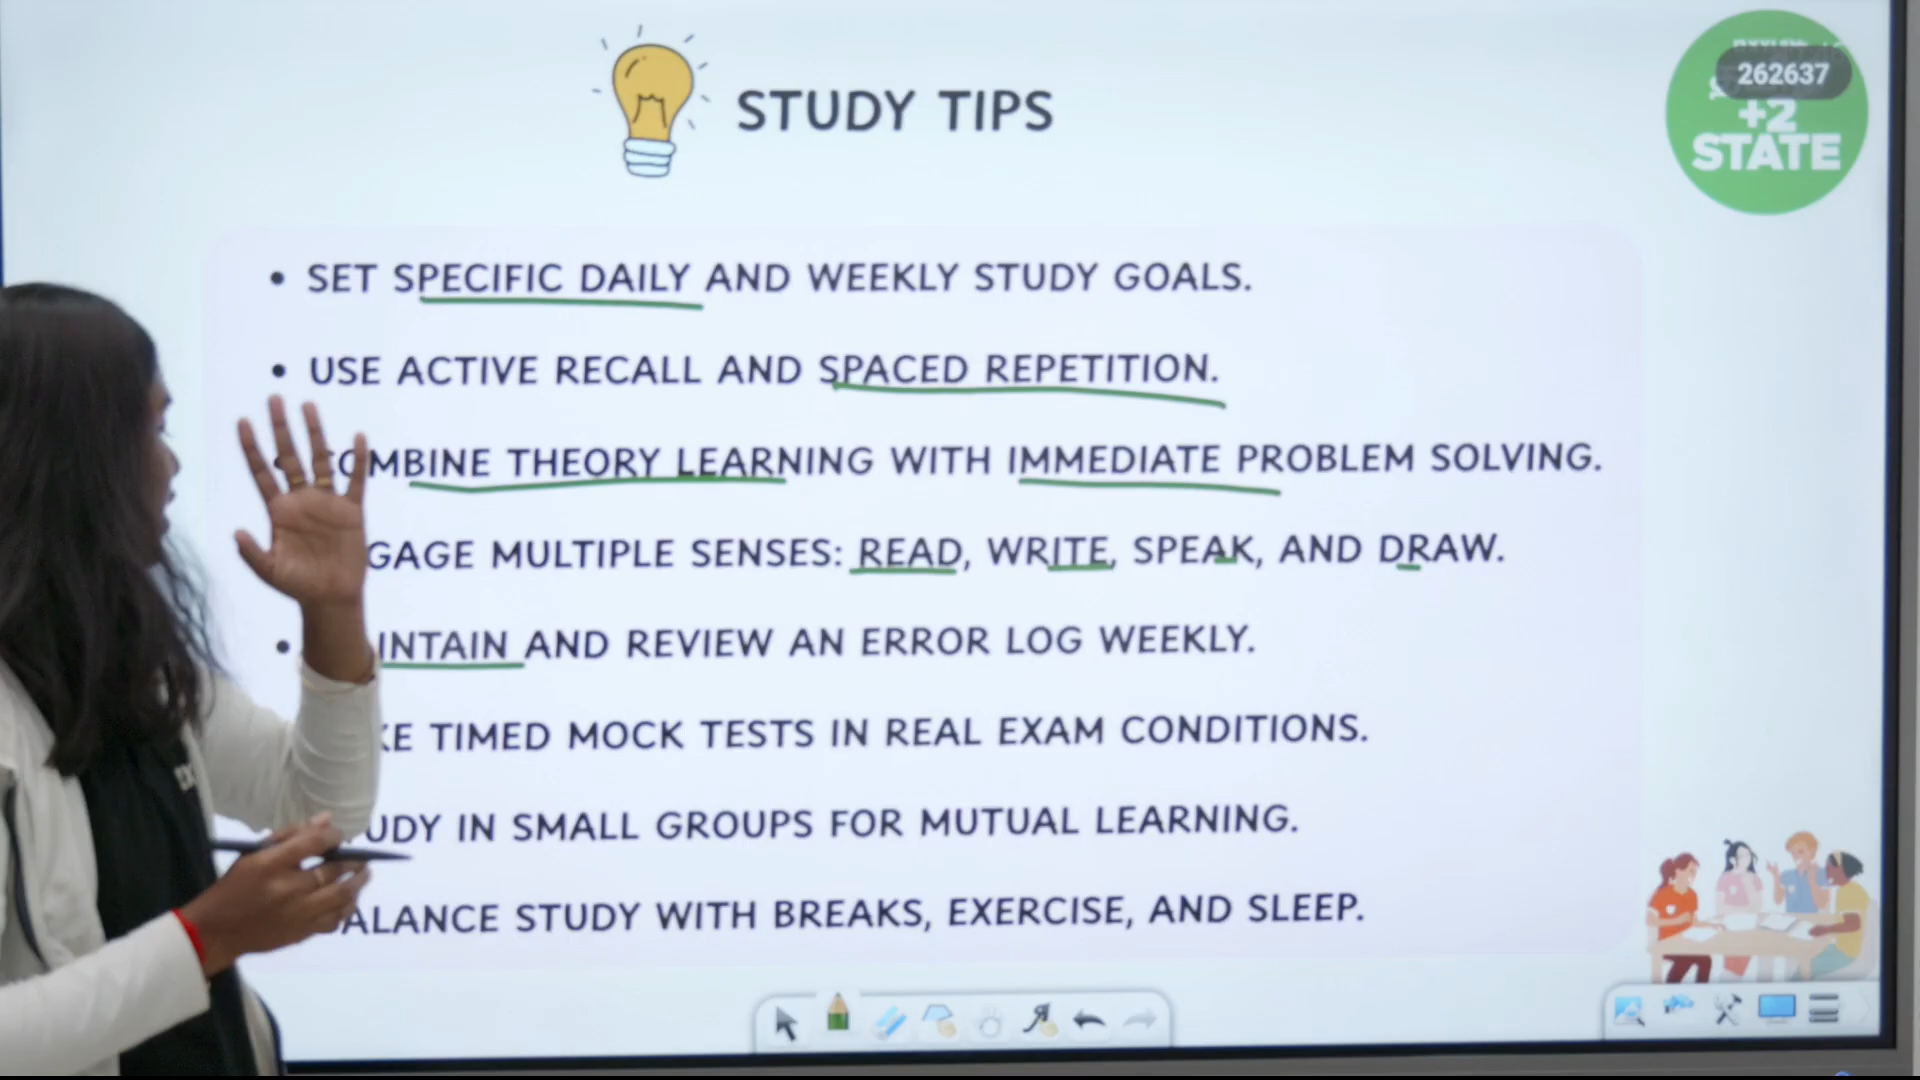 STUDY TIPS
262637
+2
STATE
• SET SPECIFIC DAILY AND WEEKLY STUDY GOALS.
• USE ACTIVE RECALL AND SPACED REPETITION.
COMBINE THEORY LEARNING WITH IMMEDIATE PROBLEM SOLVING.
GAGE MULTIPLE SENSES: READ, WRITE, SPEAK, AND DRAW.
• INTAIN AND REVIEW AN ERROR LOG WEEKLY.
KE TIMED MOCK TESTS IN REAL EXAM CONDITIONS.
UDY IN SMALL GROUPS FOR MUTUAL LEARNING.
BALANCE STUDY WITH BREAKS, EXERCISE, AND SLEEP.